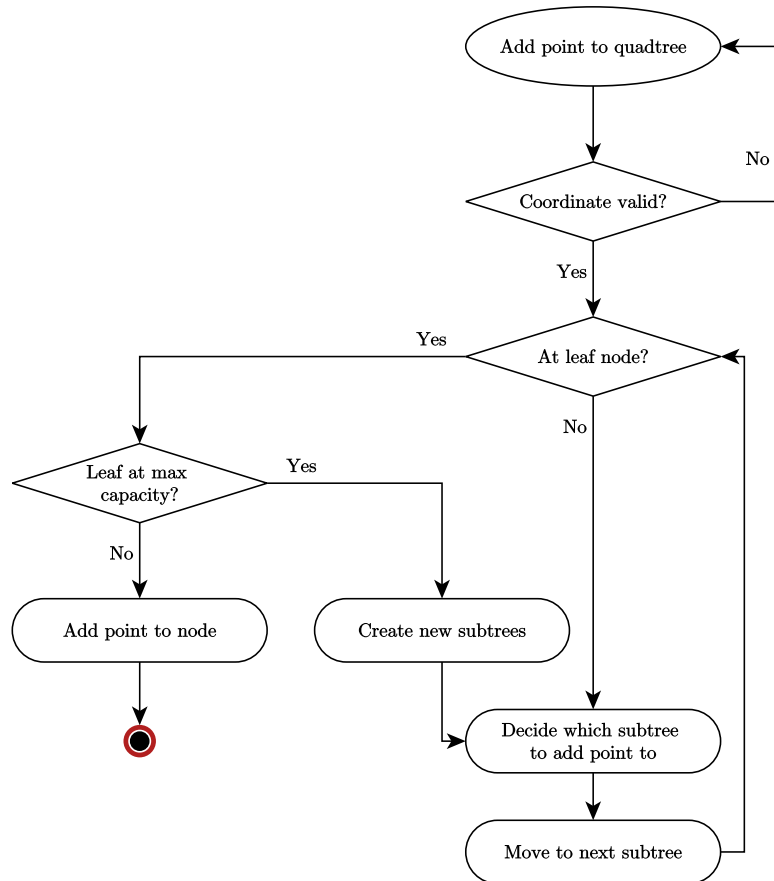 Add point to quadtree
No
Coordinate valid?
Yes
Yes
At leaf node?
No
Leaf at max
capacity?
Yes
No
Add point to node
Create new subtrees
Decide which subtree
to add point to
Move to next subtree